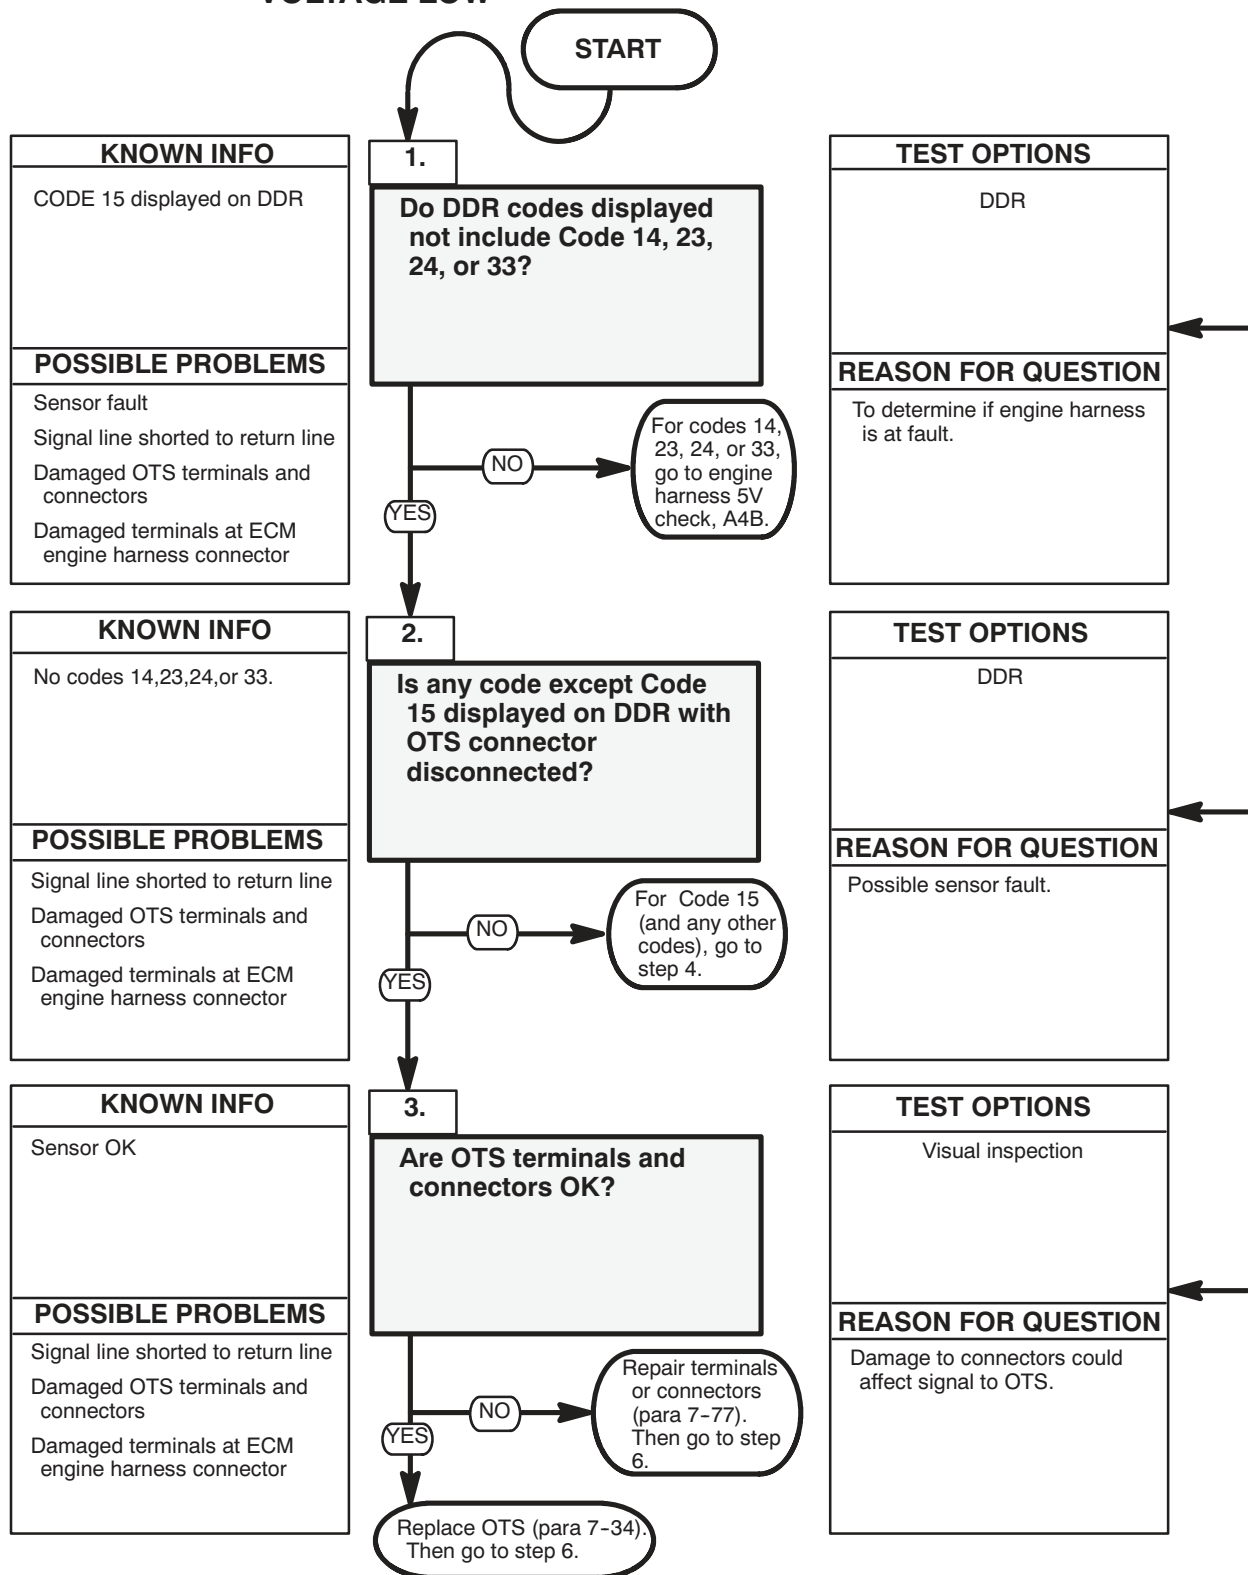 START
KNOWN INFO
CODE 15 displayed on DDR
POSSIBLE PROBLEMS
Sensor fault
Signal line shorted to return line
Damaged OTS terminals and
connectors
Damaged terminals at ECM
engine harness connector
1.
Do DDR codes displayed
not include Code 14, 23,
24, or 33?
NO
For codes 14,
23, 24, or 33,
go to engine
harness 5V
check, A4B.
YES
TEST OPTIONS
DDR
REASON FOR QUESTION
To determine if engine harness
is at fault.
KNOWN INFO
No codes 14,23,24,or 33.
POSSIBLE PROBLEMS
Signal line shorted to return line
Damaged OTS terminals and
connectors
Damaged terminals at ECM
engine harness connector
2.
Is any code except Code
15 displayed on DDR with
OTS connector
disconnected?
NO
For Code 15
(and any other
codes), go to
step 4.
YES
TEST OPTIONS
DDR
REASON FOR QUESTION
Possible sensor fault.
KNOWN INFO
Sensor OK
POSSIBLE PROBLEMS
Signal line shorted to return line
Damaged OTS terminals and
connectors
Damaged terminals at ECM
engine harness connector
3.
Are OTS terminals and
connectors OK?
NO
Repair terminals
or connectors
(para 7-77).
Then go to step
6.
YES
Replace OTS (para 7-34).
Then go to step 6.
TEST OPTIONS
Visual inspection
REASON FOR QUESTION
Damage to connectors could
affect signal to OTS.